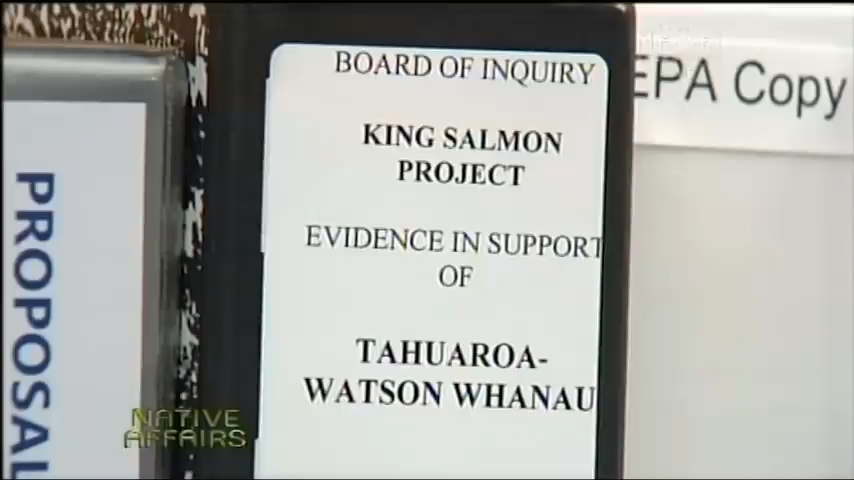 BOARD OF INQUIRY
KING SALMON
PROJECT
EVIDENCE IN SUPPORT
OF
TAHUAROA-
WATSON WHANAU
EPA Copy
PROPOSAL
NATIVE
AFFAIRS